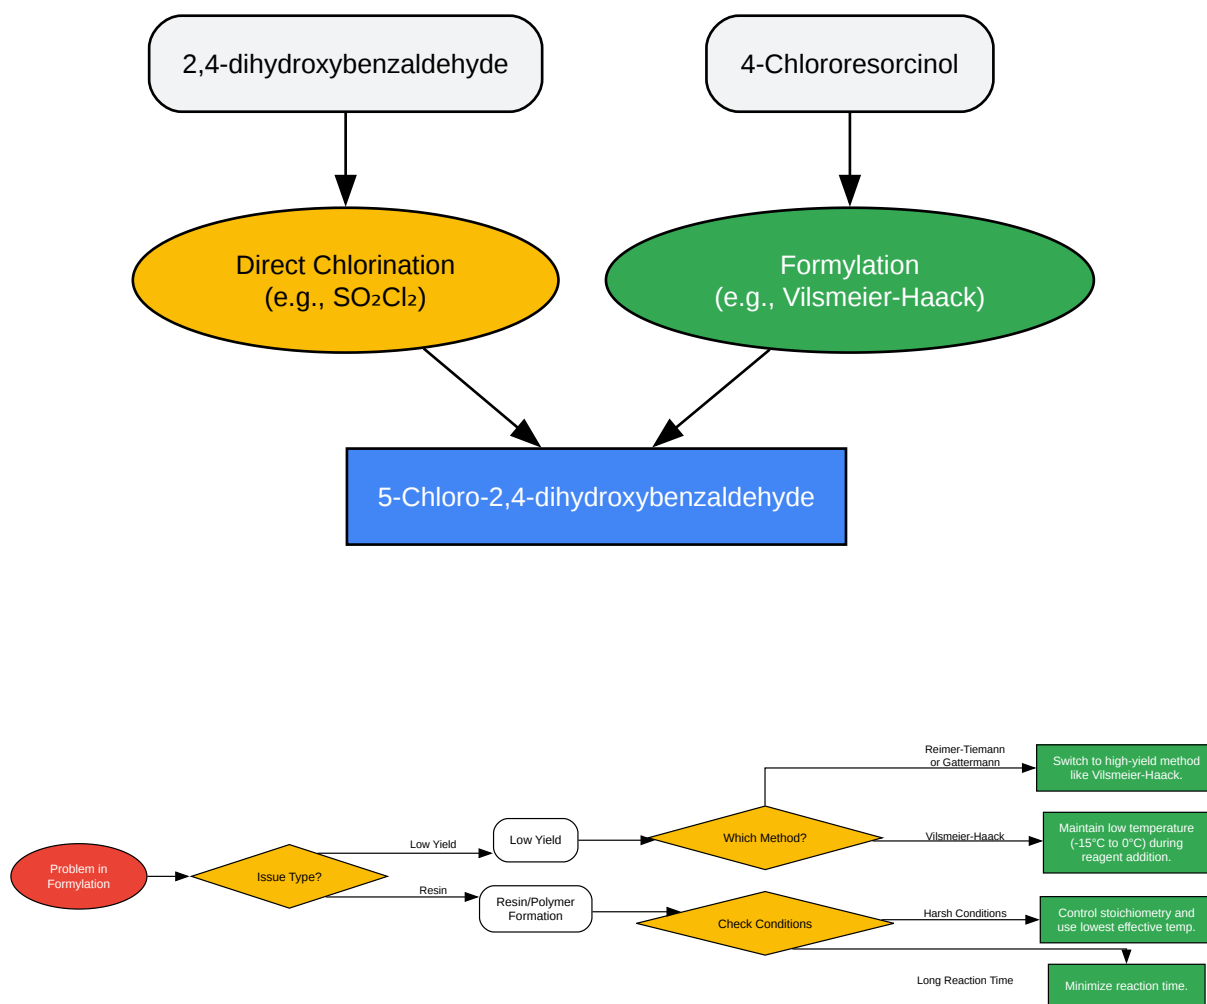 2,4-dihydroxybenzaldehyde
4-Chlororesorcinol
Direct Chlorination
(e.g., SO₂Cl₂)
Formylation
(e.g., Vilsmeier-Haack)
5-Chloro-2,4-dihydroxybenzaldehyde
Problem in
Formylation
Issue Type?
Low Yield
Resin
Low Yield
Resin/Polymer
Formation
Which Method?
Check Conditions
Reimer-Tiemann
or Gattermann
Vilsmeier-Haack
Harsh Conditions
Long Reaction Time
Switch to high-yield method
like Vilsmeier-Haack.
Maintain low temperature
(-15°C to 0°C) during
reagent addition.
Control stoichiometry and
use lowest effective temp.
Minimize reaction time.